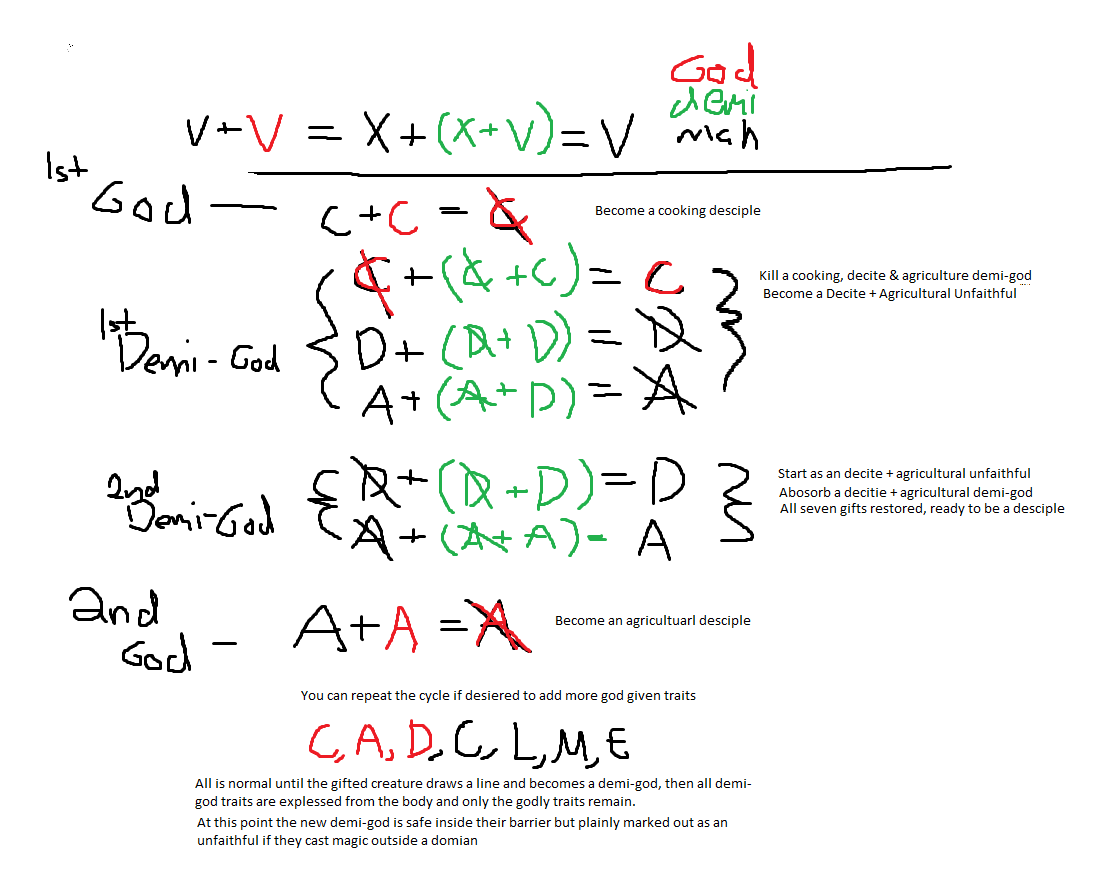 God
demi
mah
V + V = X + (X + V) = V
1st
God — C + C = C
Become a cooking desciple
C + (C + C) = C
Kill a cooking, decite & agriculture demi-god
Become a Decite + Agricultural Unfaithful
1st
Demi - God
D + (D + D) = D
A + (A + D) = A
2nd
Demi-God
D + (D + D) = D
A + (A + A) = A
Start as an decite + agricultural unfaithful
Abosorb a decitie + agricultural demi-god
All seven gifts restored, ready to be a desciple
2nd
God — A + A = A
Become an agricultuarl desciple
You can repeat the cycle if desiered to add more god given traits
C, A, D, C, L, M, E
All is normal until the gifted creature draws a line and becomes a demi-god, then all demi-
god traits are explessed from the body and only the godly traits remain.
At this point the new demi-god is safe inside their barrier but plainly marked out as an
unfaithful if they cast magic outside a domian